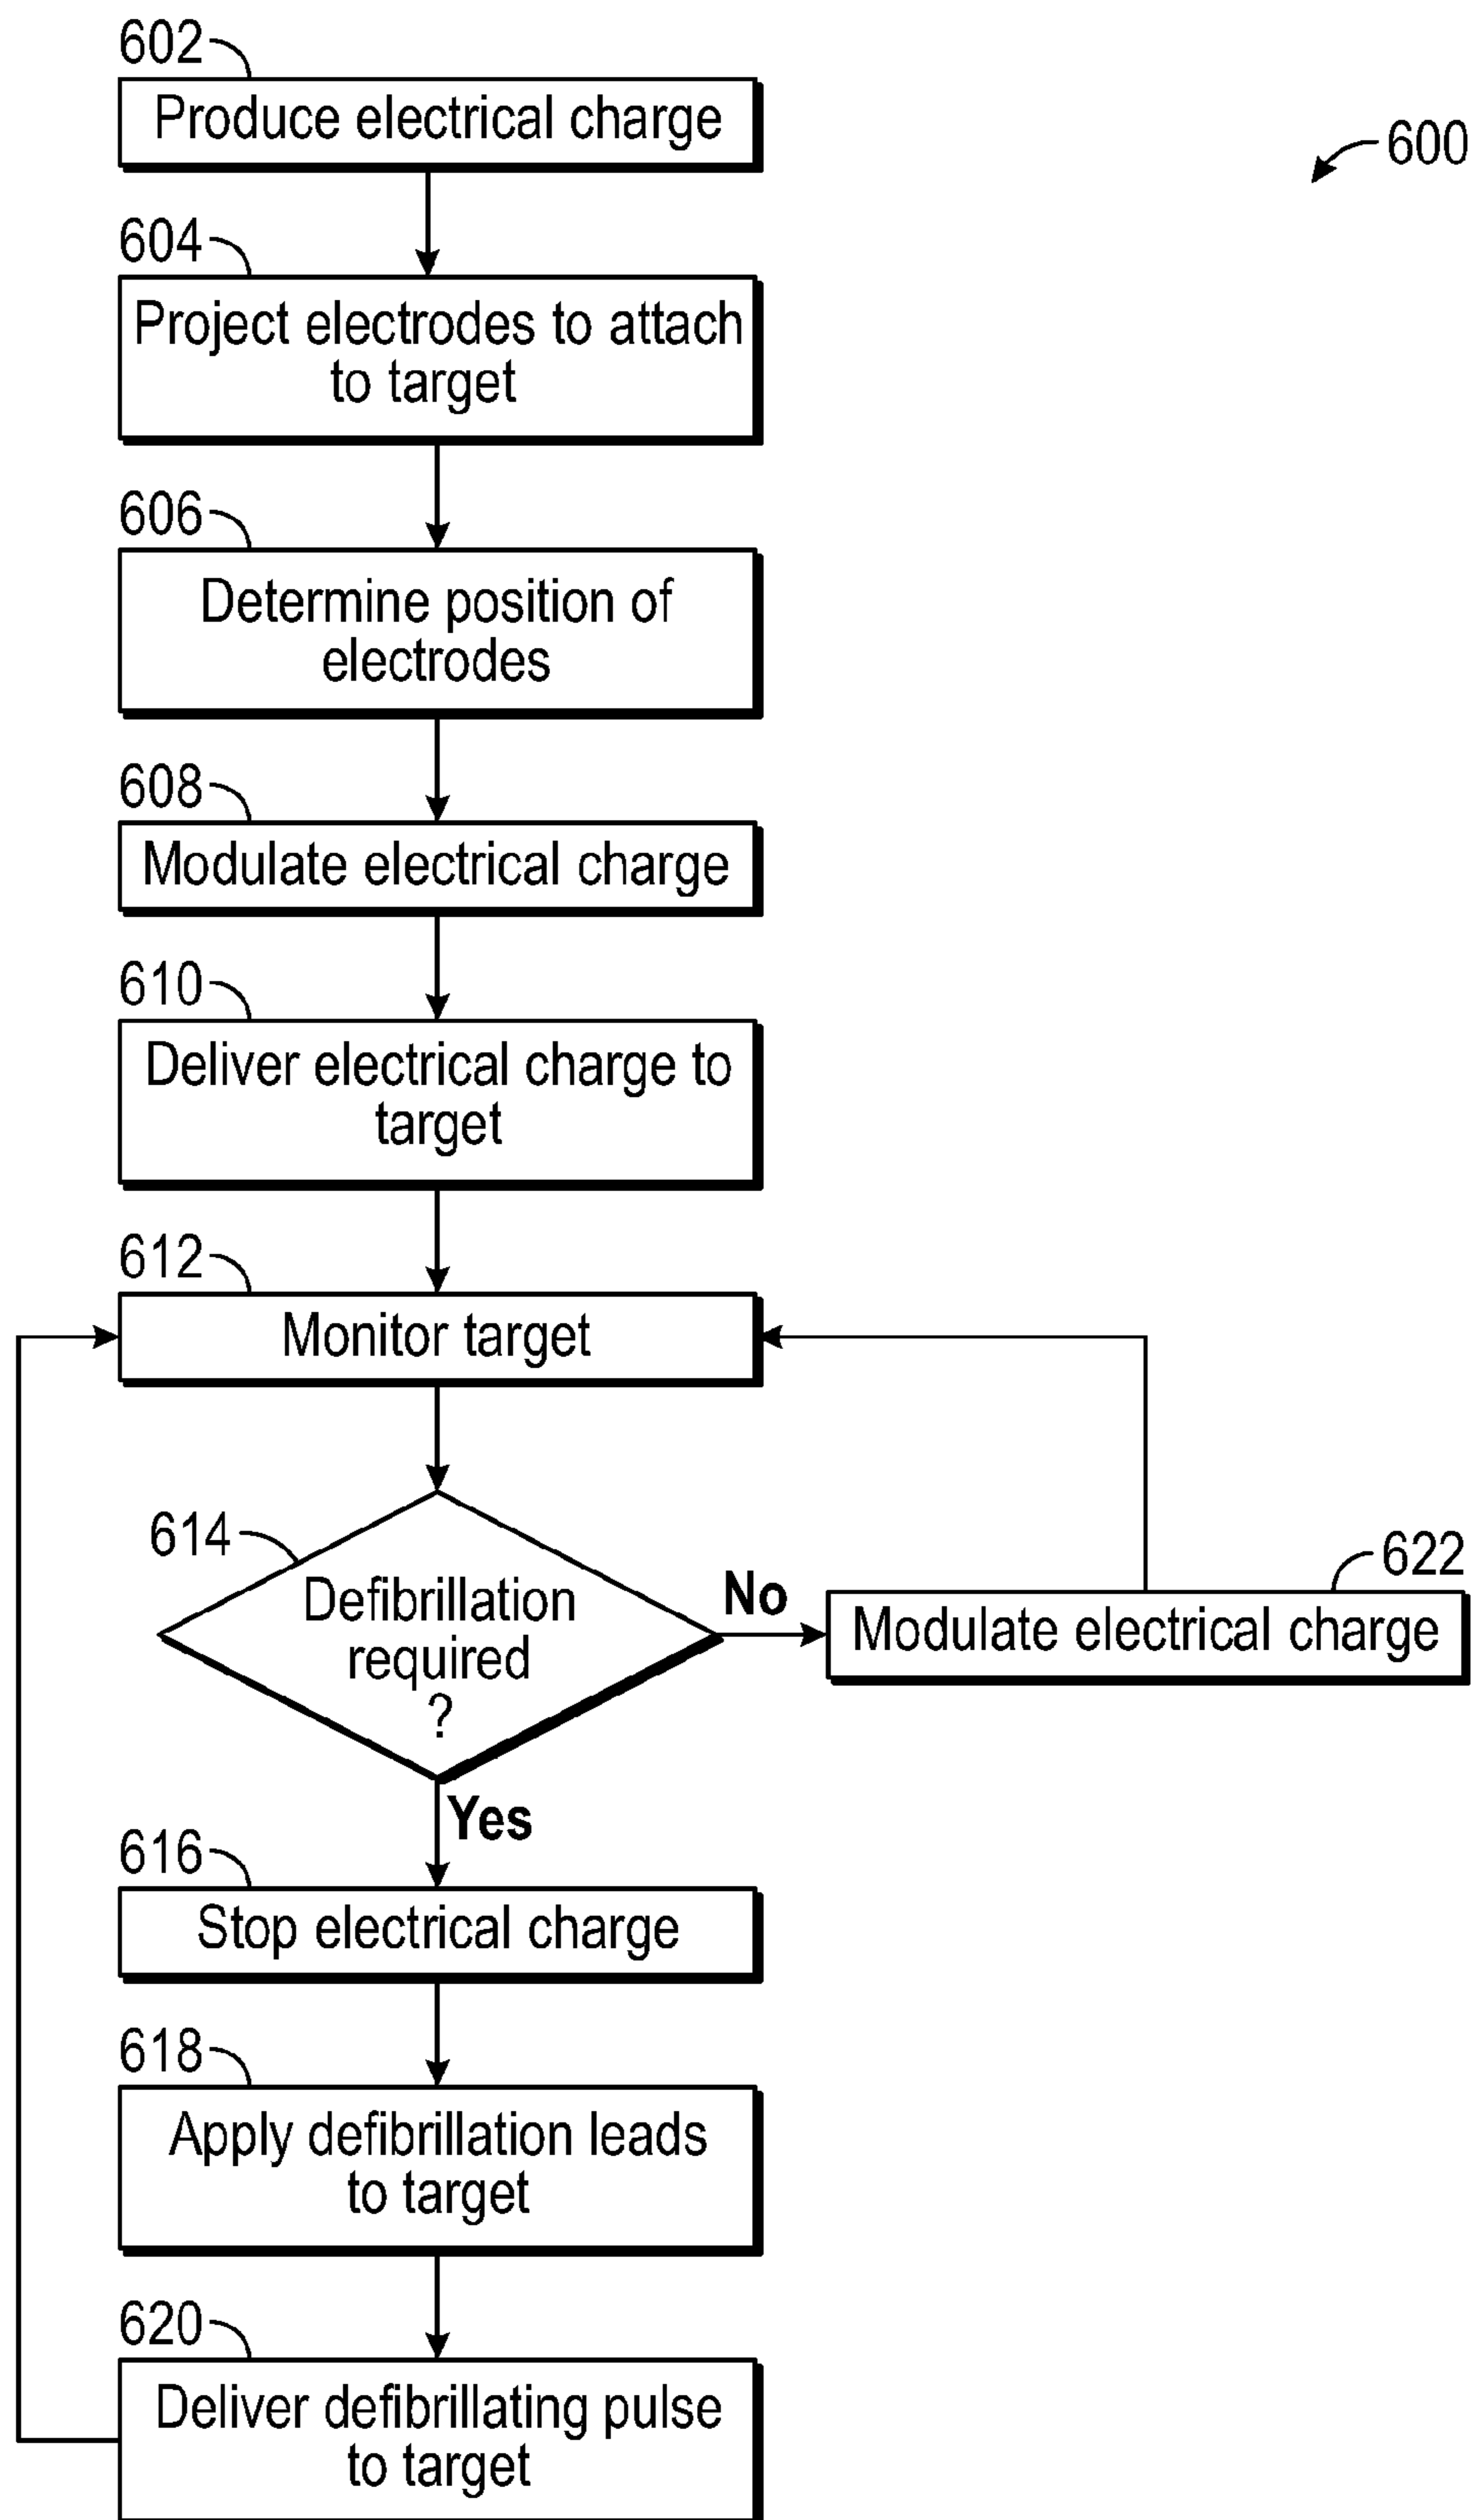 602
Produce electrical charge
600
604
Project electrodes to attach
to target
606
Determine position of
electrodes
608
Modulate electrical charge
610
Deliver electrical charge to
target
612
Monitor target
614
Defibrillation
required
?
No
622
Modulate electrical charge
Yes
616
Stop electrical charge
618
Apply defibrillation leads
to target
620
Deliver defibrillating pulse
to target